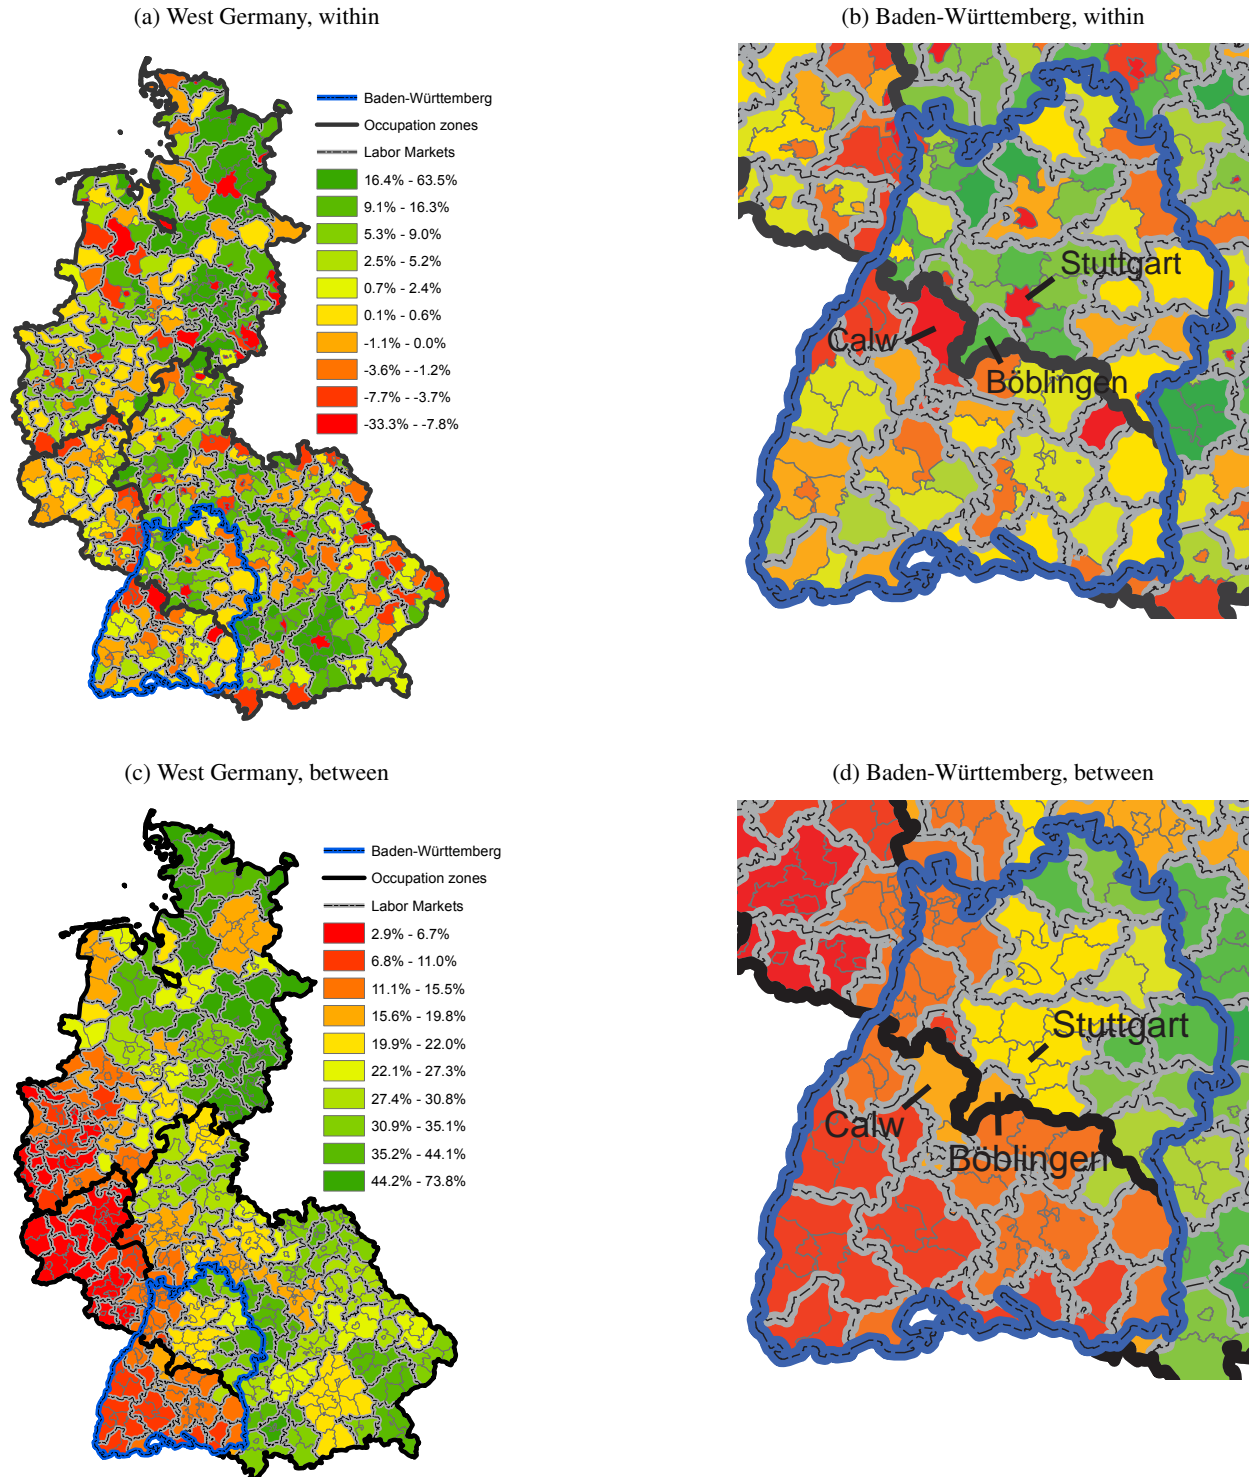 (a) West Germany, within
(b) Baden-Württemberg, within
Baden-Württemberg
Occupation zones
Labor Markets
16.4% - 63.5%
9.1% - 16.3%
5.3% - 9.0%
2.5% - 5.2%
0.7% - 2.4%
0.1% - 0.6%
-1.1% - 0.0%
-3.6% - -1.2%
-7.7% - -3.7%
-33.3% - -7.8%
Stuttgart
Calw
Böblingen
(c) West Germany, between
(d) Baden-Württemberg, between
Baden-Württemberg
Occupation zones
Labor Markets
2.9% - 6.7%
6.8% - 11.0%
11.1% - 15.5%
15.6% - 19.8%
19.9% - 22.0%
22.1% - 27.3%
27.4% - 30.8%
30.9% - 35.1%
35.2% - 44.1%
44.2% - 73.8%
Stuttgart
Calw
Böblingen